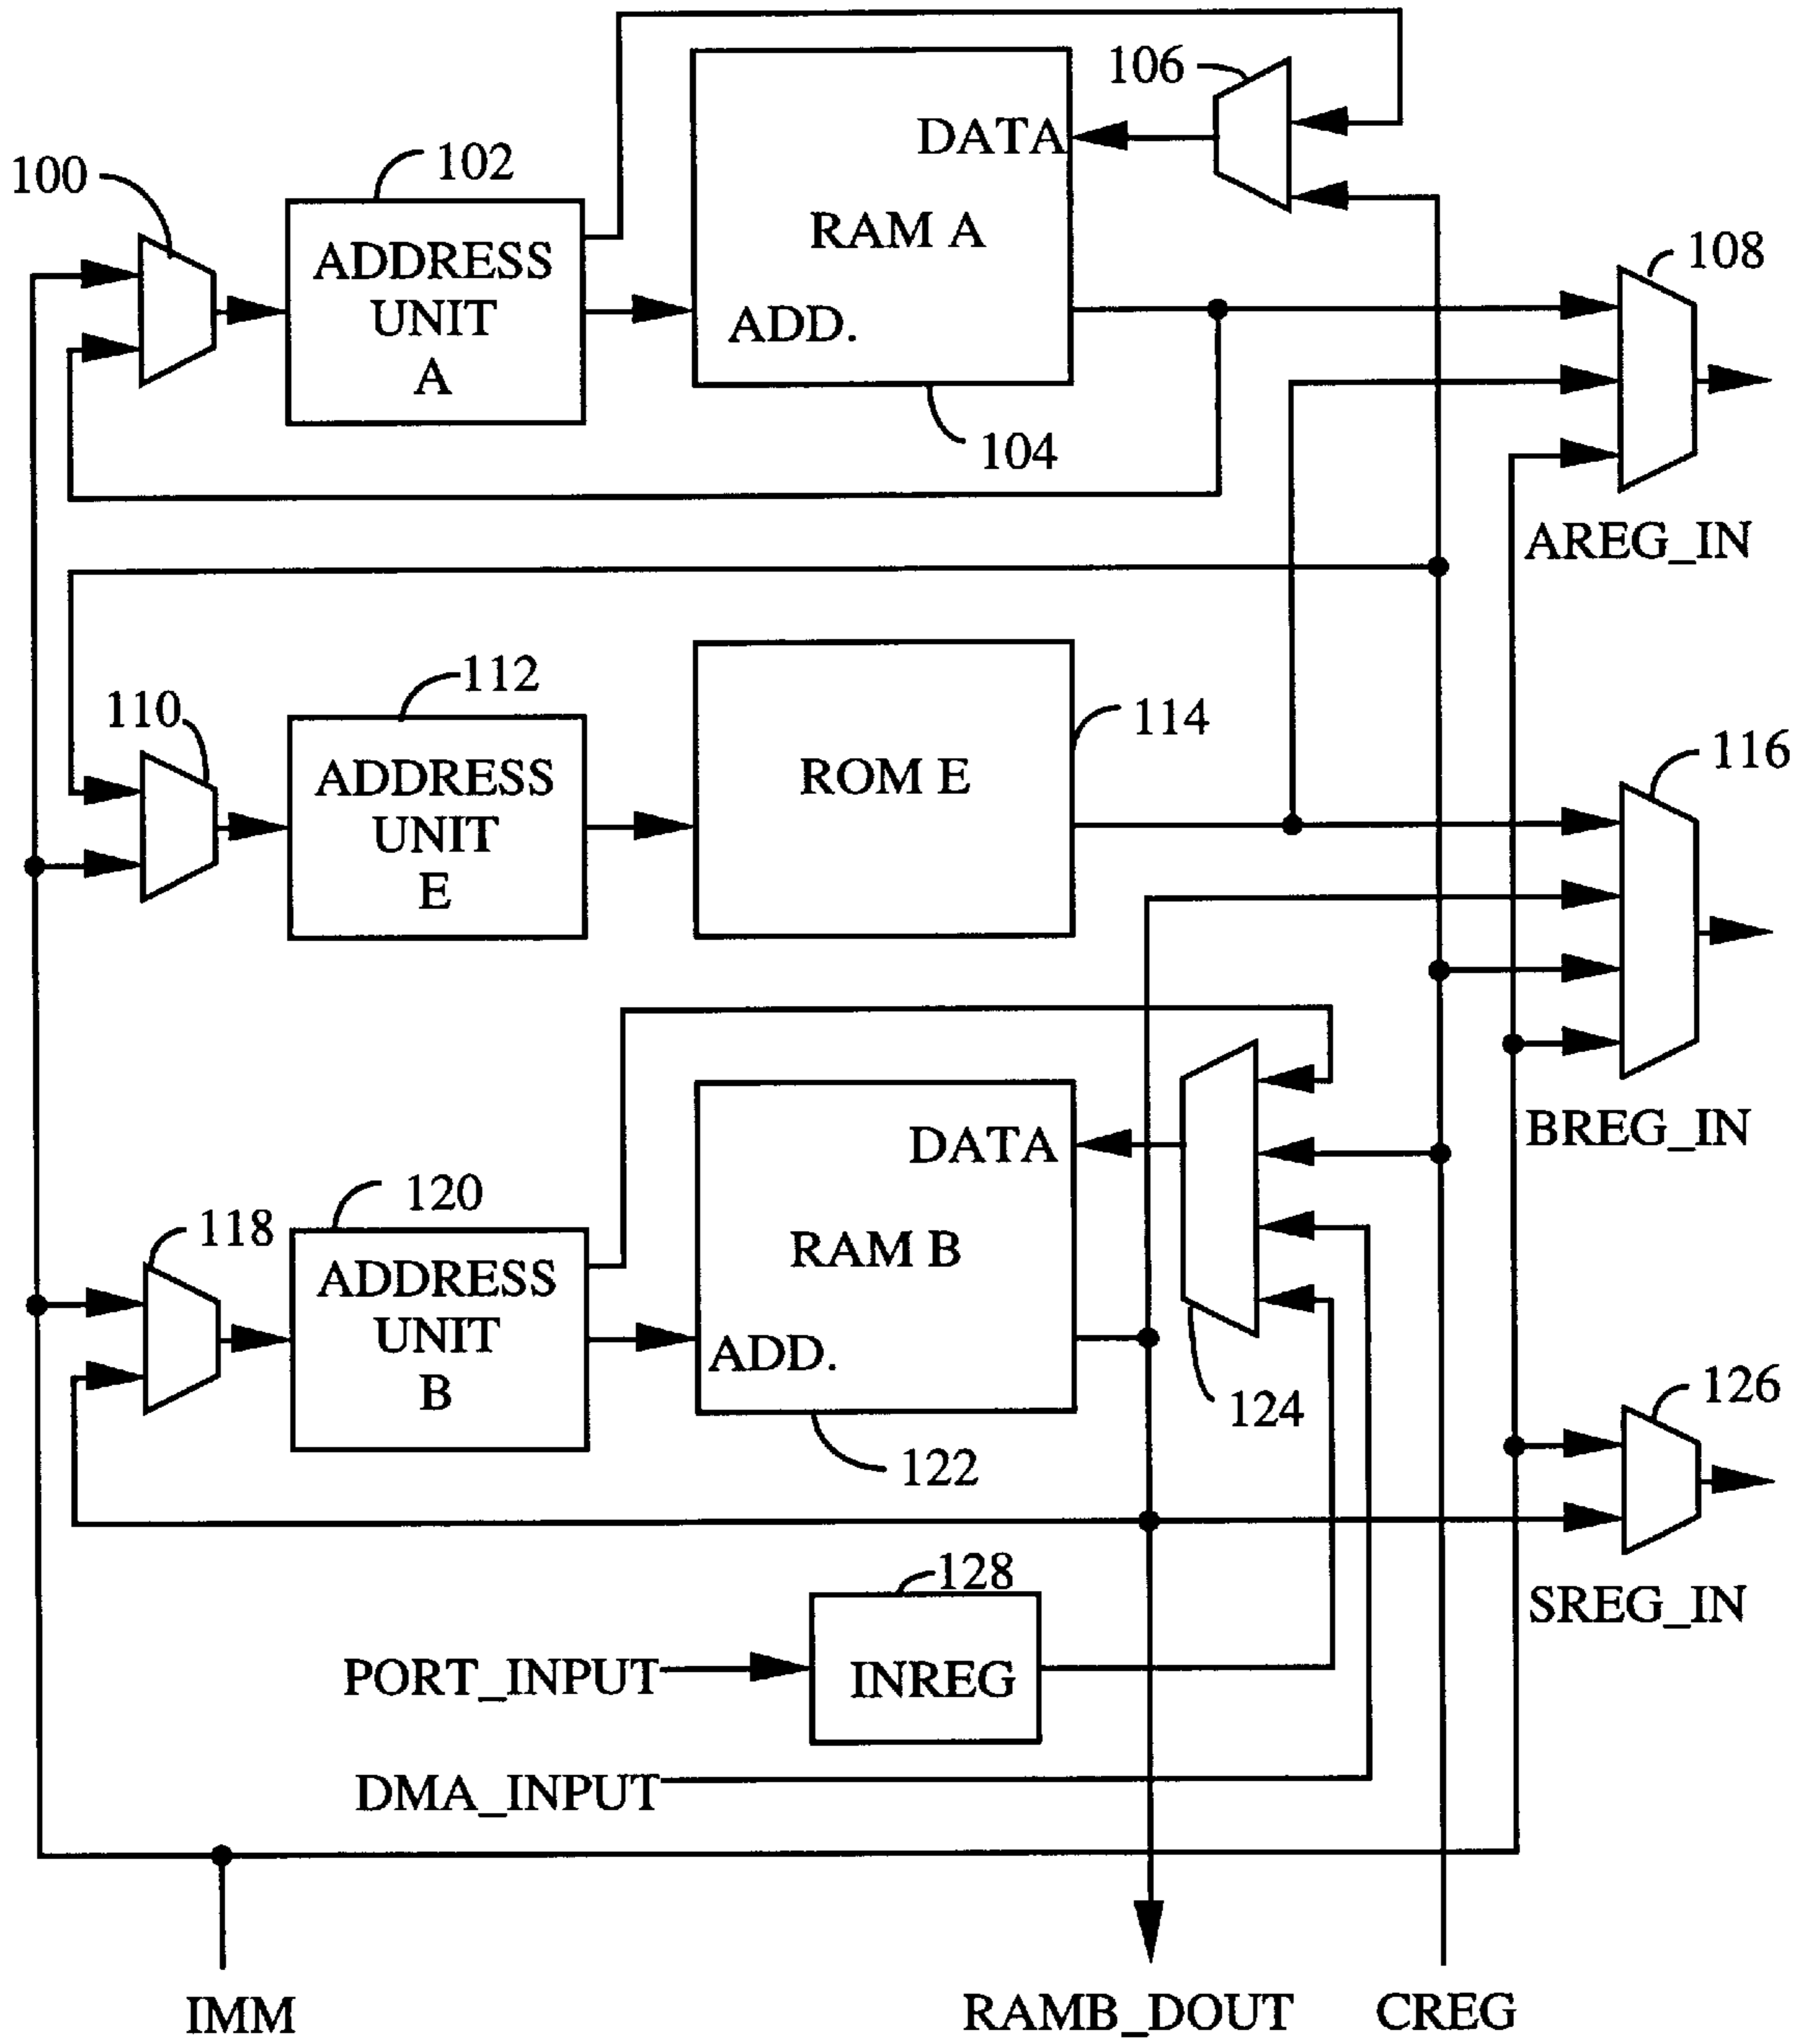 106
DATA
102
100
RAM A
ADDRESS
UNIT
A
108
ADD.
104
AREG_IN
112
110
114
ROM E
ADDRESS
UNIT
E
116
BREG_IN
DATA
120
118
RAM B
ADDRESS
UNIT
B
ADD.
124
126
122
128
SREG_IN
PORT_INPUT
INREG
DMA_INPUT
IMM
RAMB_DOUT
CREG